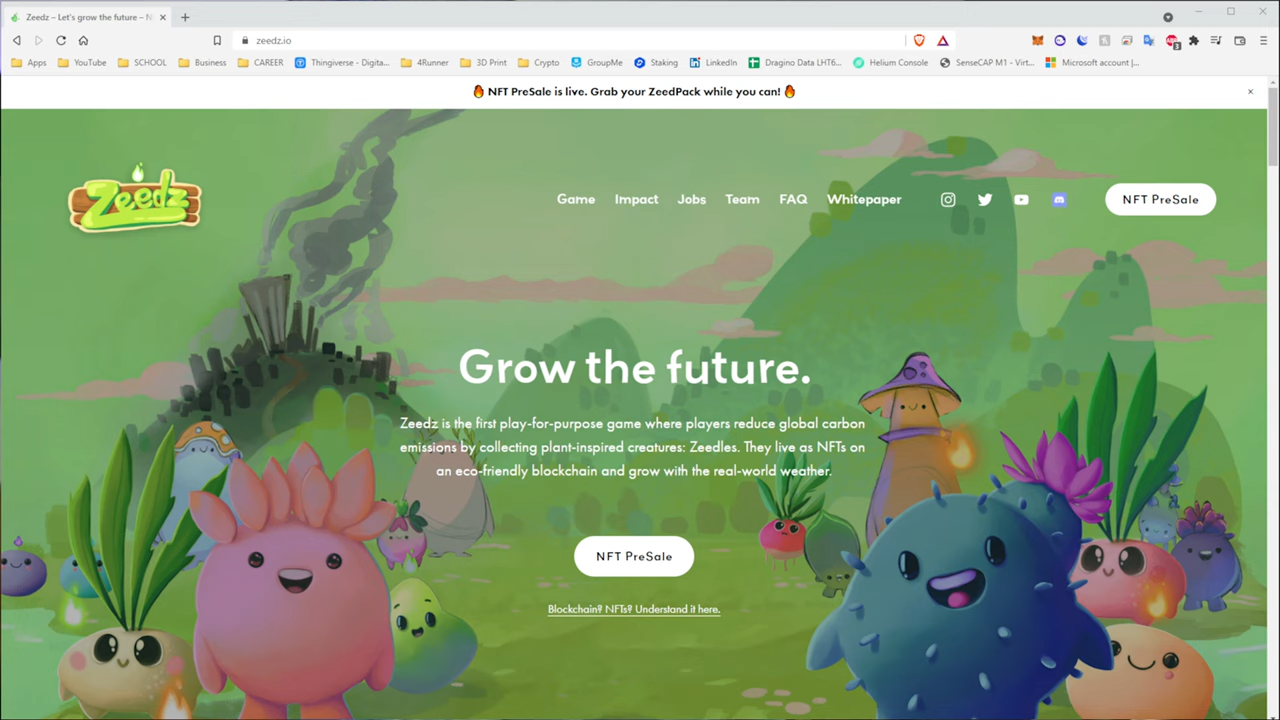 Zeedz – Let's grow the future – N
zeedz.io
3
Apps YouTube SCHOOL Business CAREER Thingiverse - Digita... 4Runner 3D Print Crypto GroupMe Staking LinkedIn Dragino Data LHT6... Helium Console SenseCAP M1 - Virt... Microsoft account |...
🔥 NFT PreSale is live. Grab your ZeedPack while you can! 🔥
Zeedz
Game Impact Jobs Team FAQ Whitepaper NFT PreSale
Grow the future.
Zeedz is the first play-for-purpose game where players reduce global carbon
emissions by collecting plant-inspired creatures: Zeedles. They live as NFTs on
an eco-friendly blockchain and grow with the real-world weather.
NFT PreSale
Blockchain? NFTs? Understand it here.